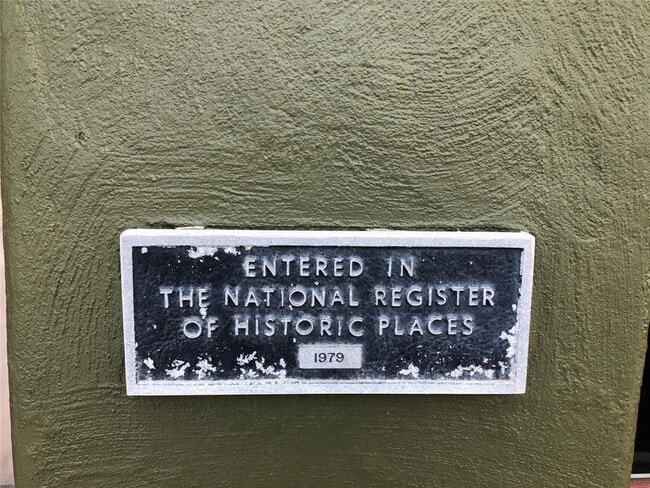 ENTERED IN
THE NATIONAL REGISTER
OF HISTORIC PLACES
1979